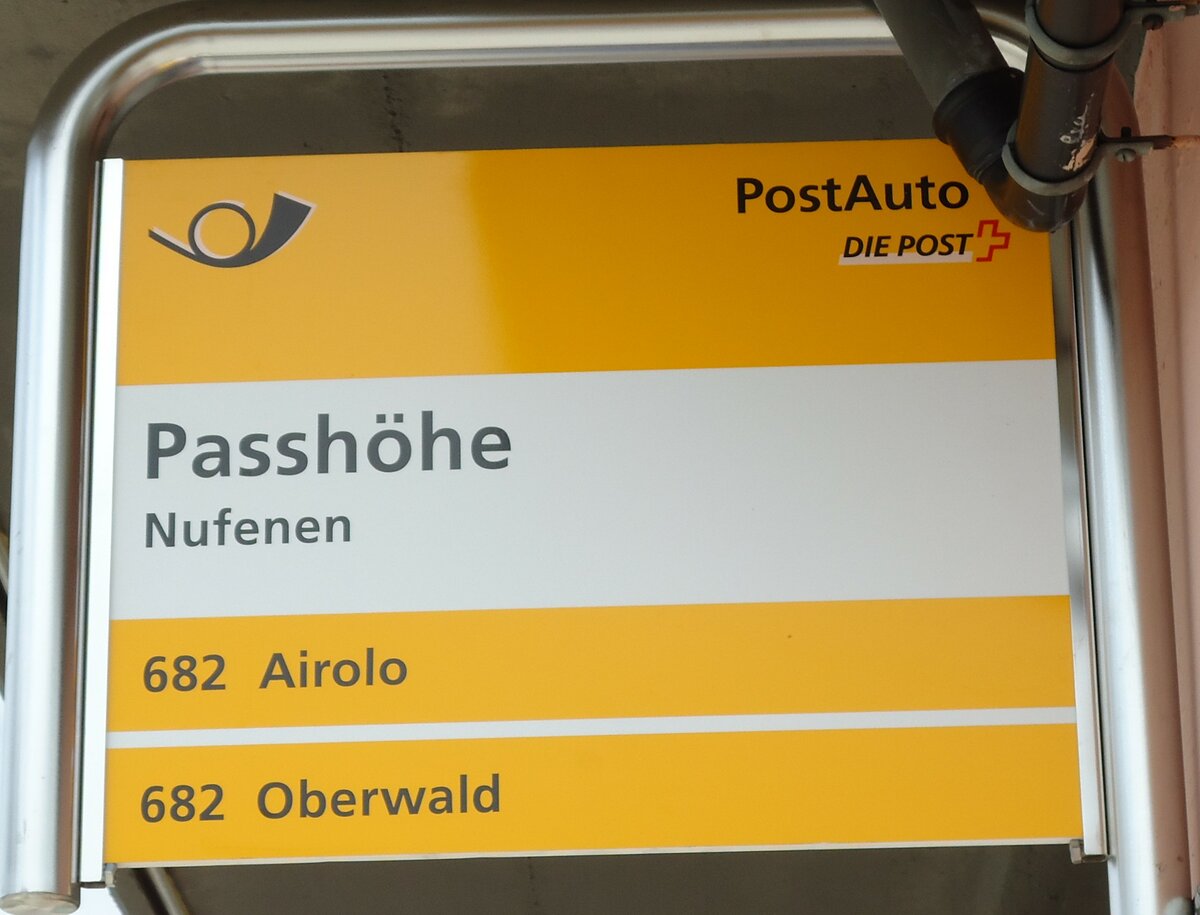 PostAuto
DIE POST
Passhöhe
Nufenen
682 Airolo
682 Oberwald